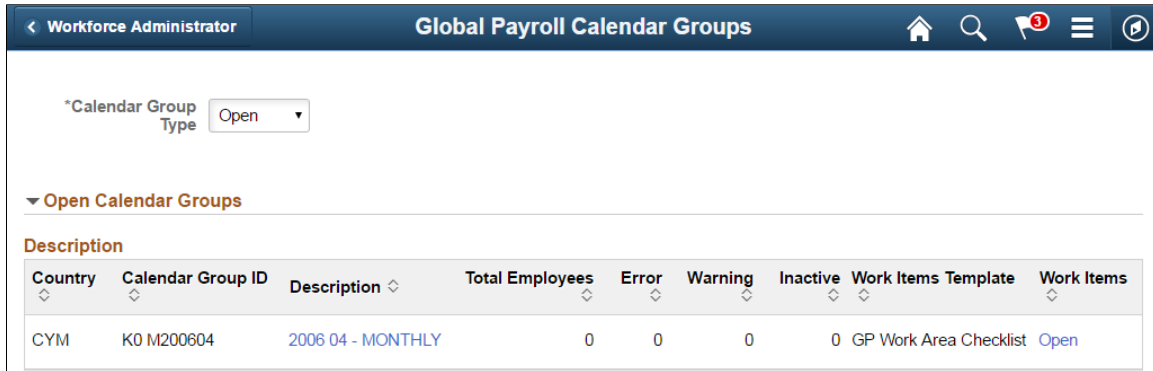 Workforce Administrator
Global Payroll Calendar Groups
3
*Calendar Group
Type
Open
Open Calendar Groups
Description
Country Calendar Group ID Description Total Employees Error Warning Inactive Work Items Template Work Items
CYM K0 M200604 2006 04 - MONTHLY 0 0 0 0 GP Work Area Checklist Open